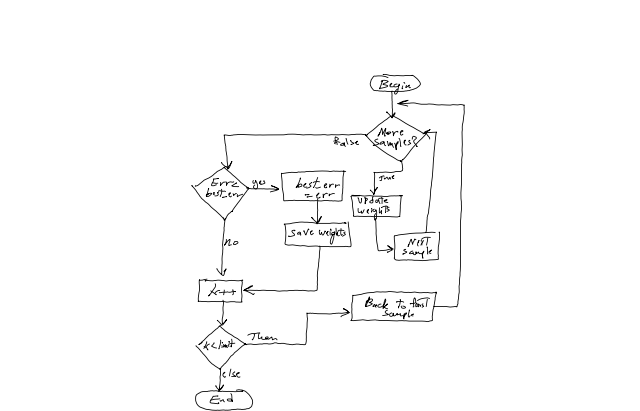 Begin
More
samples?
False
true
Err<
best_err
yes
best_err
= err
Update
weights
save weights
no
Next
sample
k++
Back to first
sample
k<limit
Then
else
End